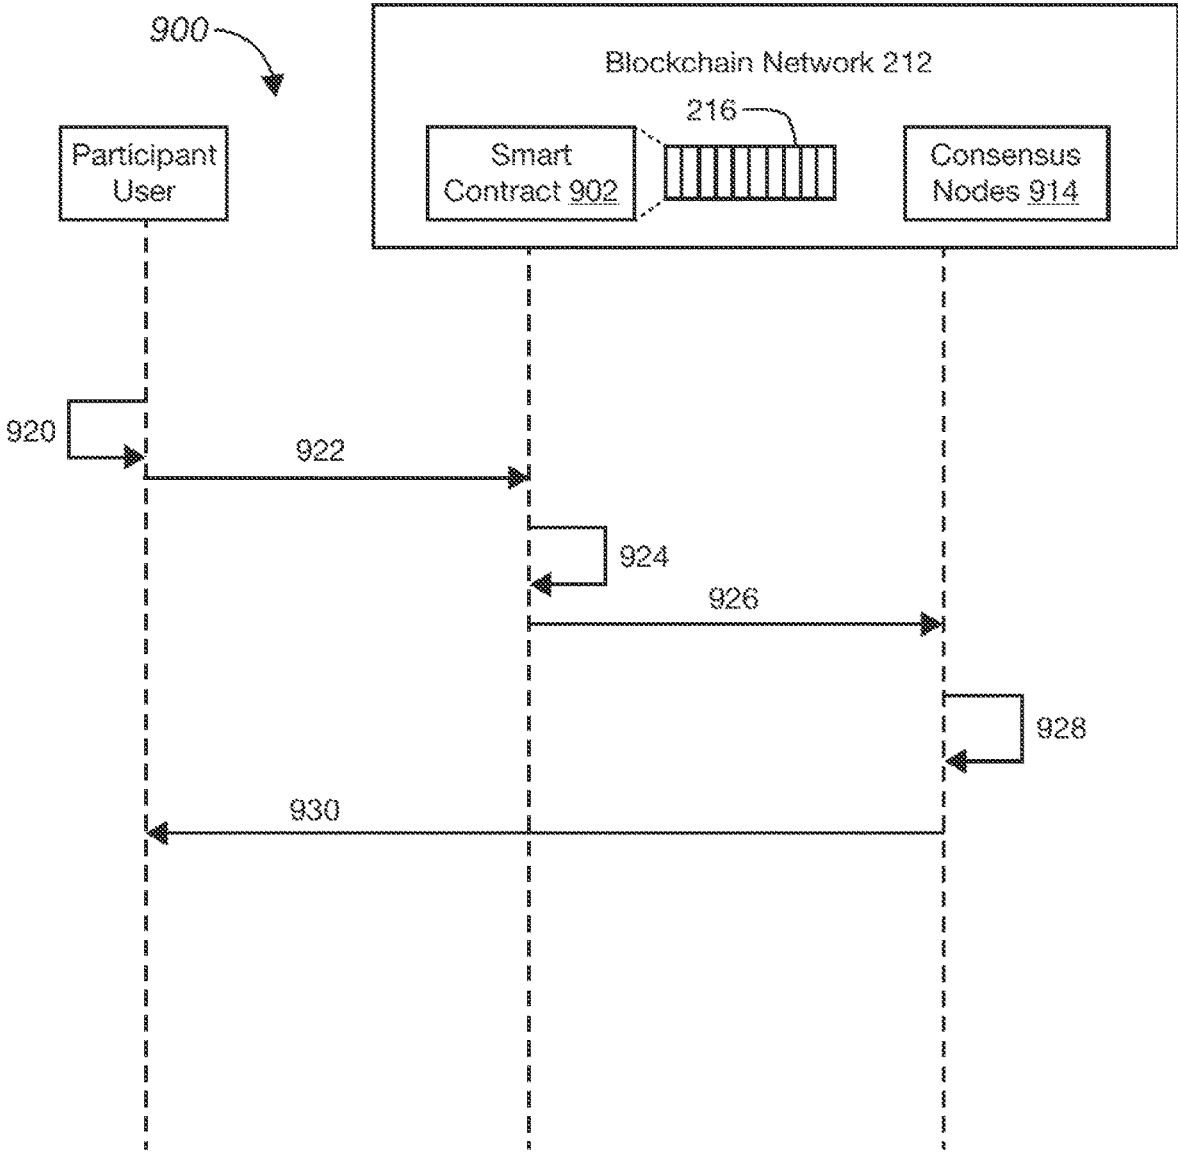 900
Blockchain Network 212
216
Participant
User
Smart
Contract 902
Consensus
Nodes 914
920
922
924
926
928
930